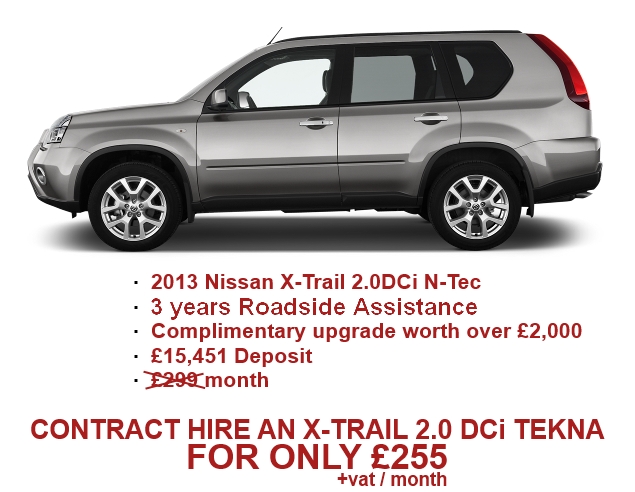 · 2013 Nissan X-Trail 2.0DCi N-Tec
· 3 years Roadside Assistance
· Complimentary upgrade worth over £2,000
· £15,451 Deposit
· £299 month
CONTRACT HIRE AN X-TRAIL 2.0 DCi TEKNA
FOR ONLY £255
+vat / month